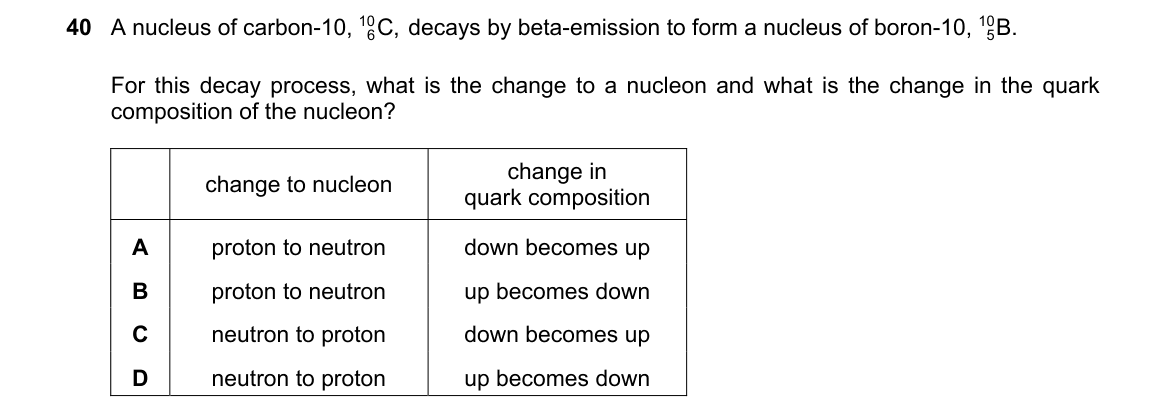 40 A nucleus of carbon-10, ¹⁰₆C, decays by beta-emission to form a nucleus of boron-10, ¹⁰₅B.
For this decay process, what is the change to a nucleon and what is the change in the quark
composition of the nucleon?
change to nucleon change in
quark composition
A proton to neutron down becomes up
B proton to neutron up becomes down
C neutron to proton down becomes up
D neutron to proton up becomes down